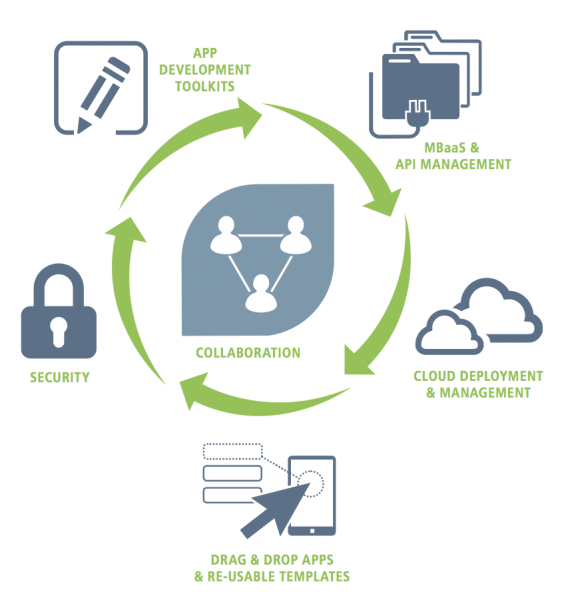 APP
DEVELOPMENT
TOOLKITS
MBaaS &
API MANAGEMENT
COLLABORATION
SECURITY
CLOUD DEPLOYMENT
& MANAGEMENT
DRAG & DROP APPS
& RE-USABLE TEMPLATES